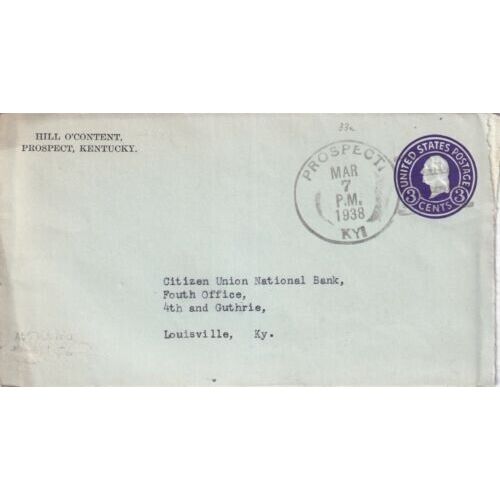 HILL O'CONTENT,
PROSPECT, KENTUCKY.
33c
PROSPECT,
MAR
7
P.M.
1938
KY
UNITED STATES POSTAGE
3 CENTS 3
Citizen Union National Bank,
Fouth Office,
4th and Guthrie,
Louisville, Ky.